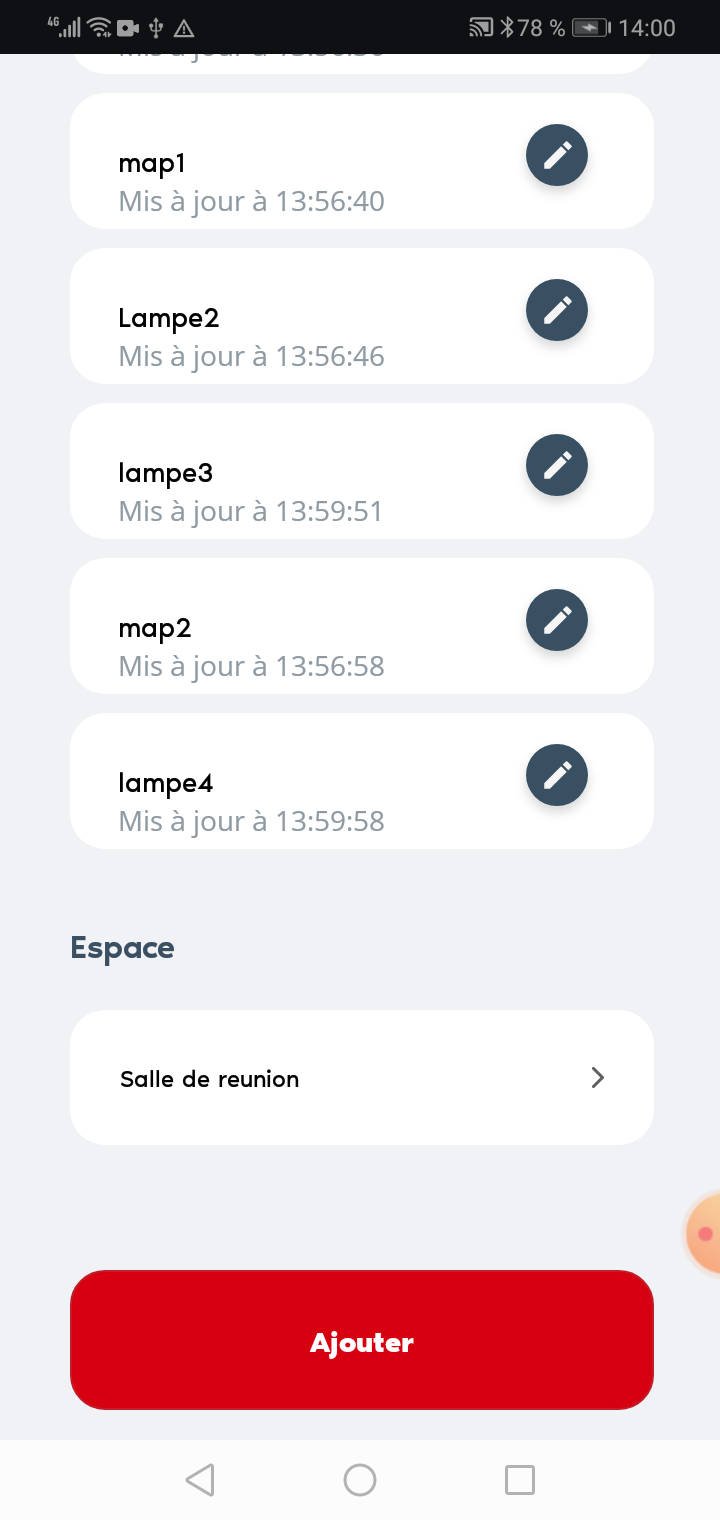 4G 78 % 14:00
map1
Mis à jour à 13:56:40
Lampe2
Mis à jour à 13:56:46
lampe3
Mis à jour à 13:59:51
map2
Mis à jour à 13:56:58
lampe4
Mis à jour à 13:59:58
Espace
Salle de reunion
Ajouter